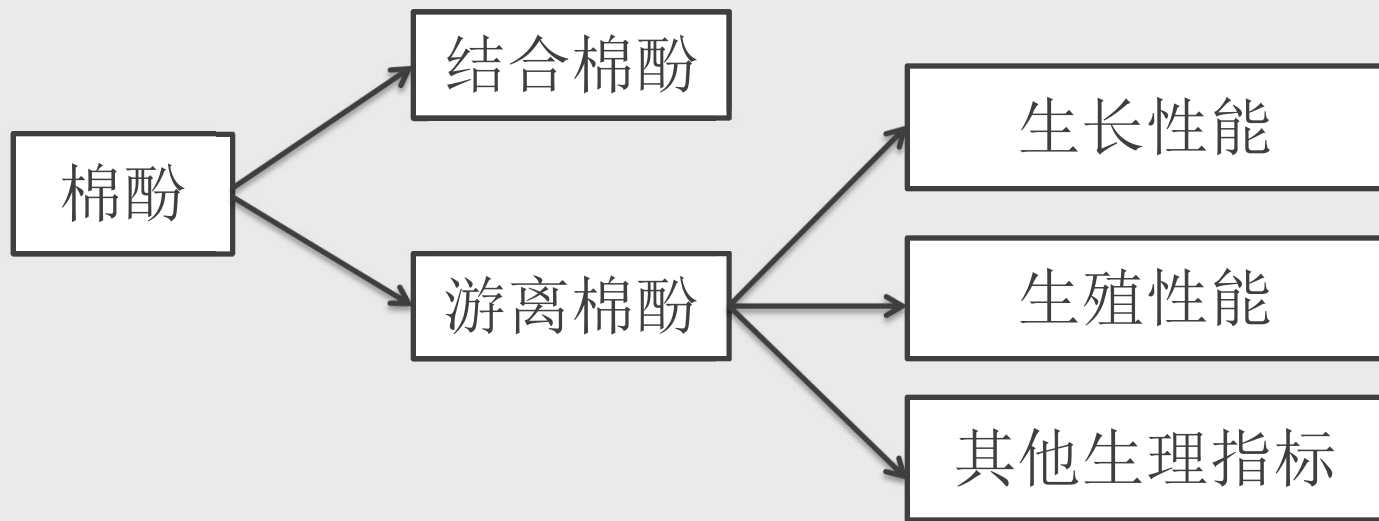 棉酚
结合棉酚
游离棉酚
生长性能
生殖性能
其他生理指标